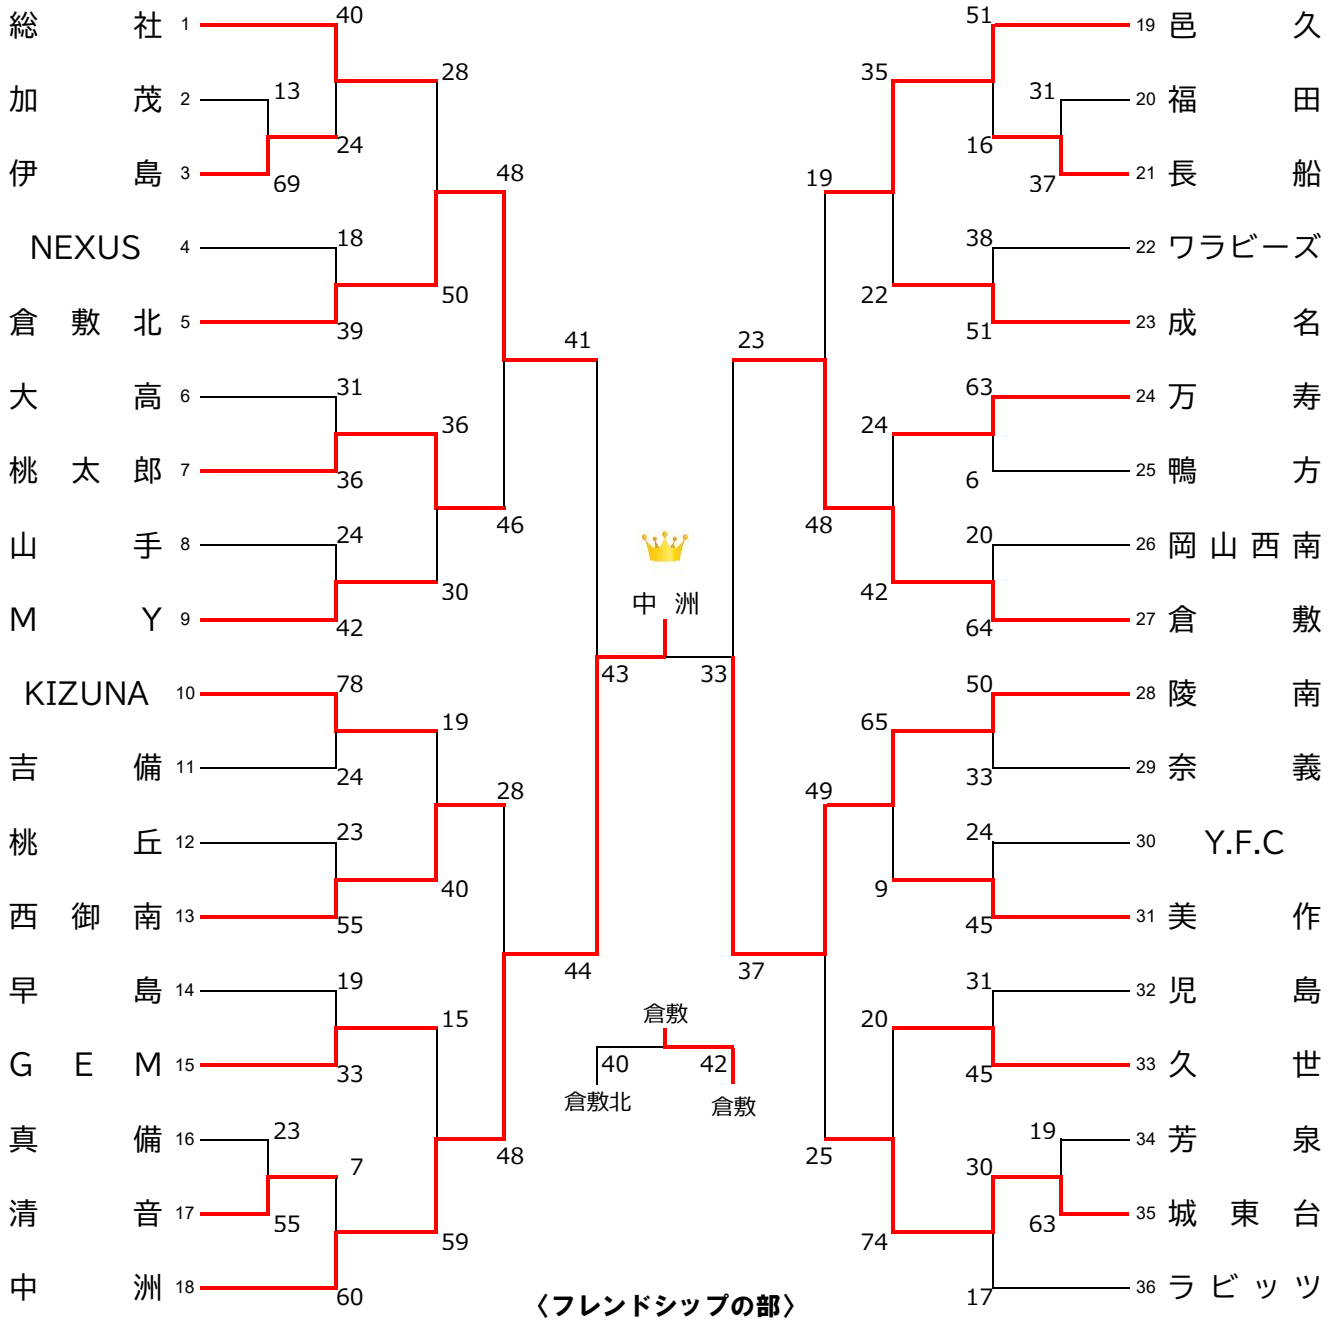 総社 1 40
28
加茂 2 13
24
伊島 3 69
48
NEXUS 4 18
50
倉敷北 5 39
41
大高 6 31
36
桃太郎 7 36
46
山手 8 24
30
MY 9 42
43
KIZUNA 10 78
19
吉備 11 24
28
桃丘 12 23
40
西御南 13 55
44
早島 14 19
15
GEM 15 33
48
真備 16 23
7
清音 17 55
59
中洲 18 60
中洲
倉敷
40 42
倉敷北 倉敷
〈フレンドシップの部〉
51 19 邑久
35
31 20 福田
16
37 21 長船
19
38 22 ワラビーズ
22
51 23 成名
23
63 24 万寿
24
6 25 鴨方
48
20 26 岡山西南
42
64 27 倉敷
33
50 28 陵南
65
33 29 奈義
49
24 30 Y.F.C
9
45 31 美作
37
31 32 児島
20
45 33 久世
25
19 34 芳泉
30
63 35 城東台
74
17 36 ラビッツ